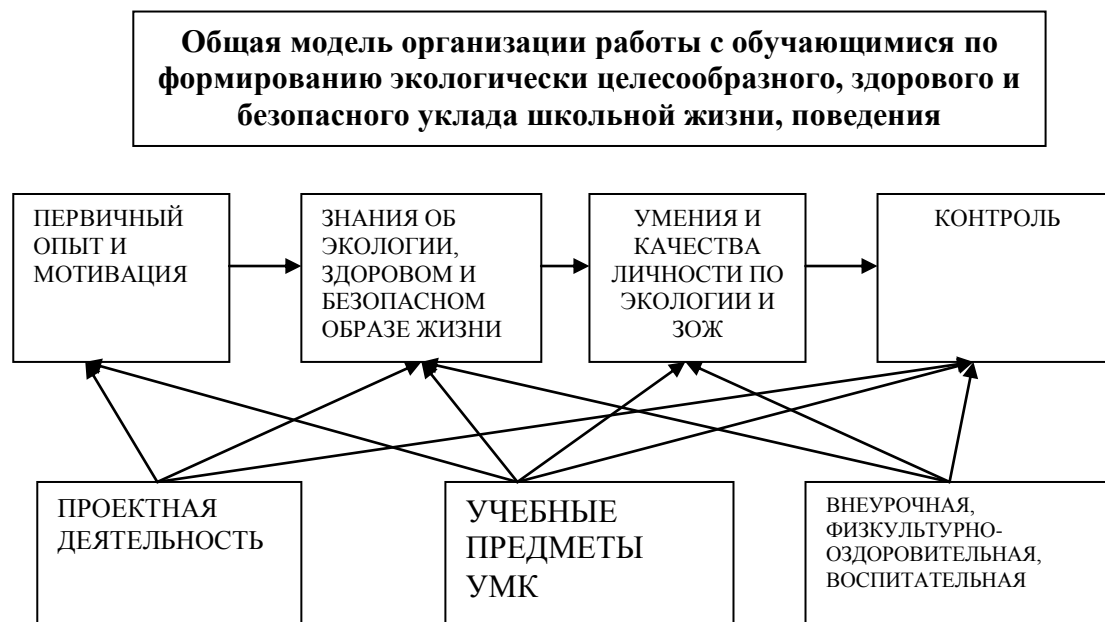 Общая модель организации работы с обучающимися по
формированию экологически целесообразного, здорового и
безопасного уклада школьной жизни, поведения
ПЕРВИЧНЫЙ
ОПЫТ И
МОТИВАЦИЯ
ЗНАНИЯ ОБ
ЭКОЛОГИИ,
ЗДОРОВОМ И
БЕЗОПАСНОМ
ОБРАЗЕ ЖИЗНИ
УМЕНИЯ И
КАЧЕСТВА
ЛИЧНОСТИ ПО
ЭКОЛОГИИ И
ЗОЖ
КОНТРОЛЬ
ПРОЕКТНАЯ
ДЕЯТЕЛЬНОСТЬ
УЧЕБНЫЕ
ПРЕДМЕТЫ
УМК
ВНЕУРОЧНАЯ,
ФИЗКУЛЬТУРНО-
ОЗДОРОВИТЕЛЬНАЯ,
ВОСПИТАТЕЛЬНАЯ